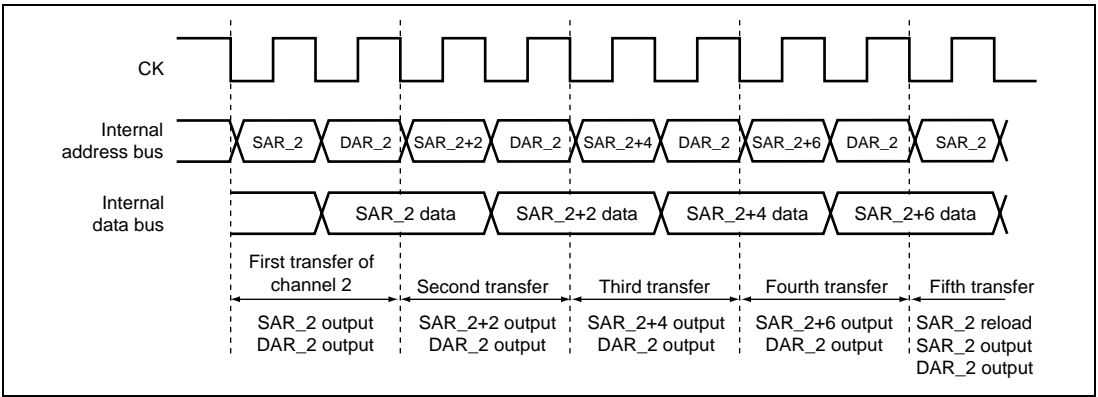 CK
Internal
address bus
SAR_2 DAR_2 SAR_2+2 DAR_2 SAR_2+4 DAR_2 SAR_2+6 DAR_2 SAR_2
Internal
data bus
SAR_2 data SAR_2+2 data SAR_2+4 data SAR_2+6 data
First transfer of
channel 2
Second transfer Third transfer Fourth transfer Fifth transfer
SAR_2 output SAR_2+2 output SAR_2+4 output SAR_2+6 output SAR_2 reload
DAR_2 output DAR_2 output DAR_2 output DAR_2 output SAR_2 output
DAR_2 output